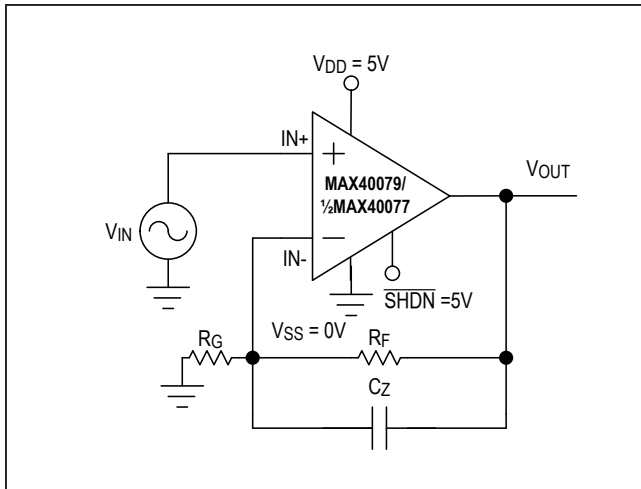 VDD = 5V
IN+
+
MAX40079/
½MAX40077
VOUT
VIN
−
IN-
SHDN =5V
VSS = 0V
RG
RF
CZ